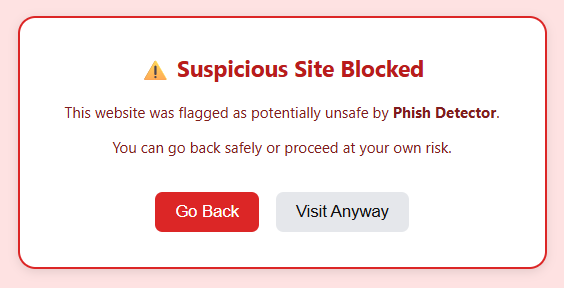 ⚠️ Suspicious Site Blocked
This website was flagged as potentially unsafe by Phish Detector.
You can go back safely or proceed at your own risk.
Go Back
Visit Anyway